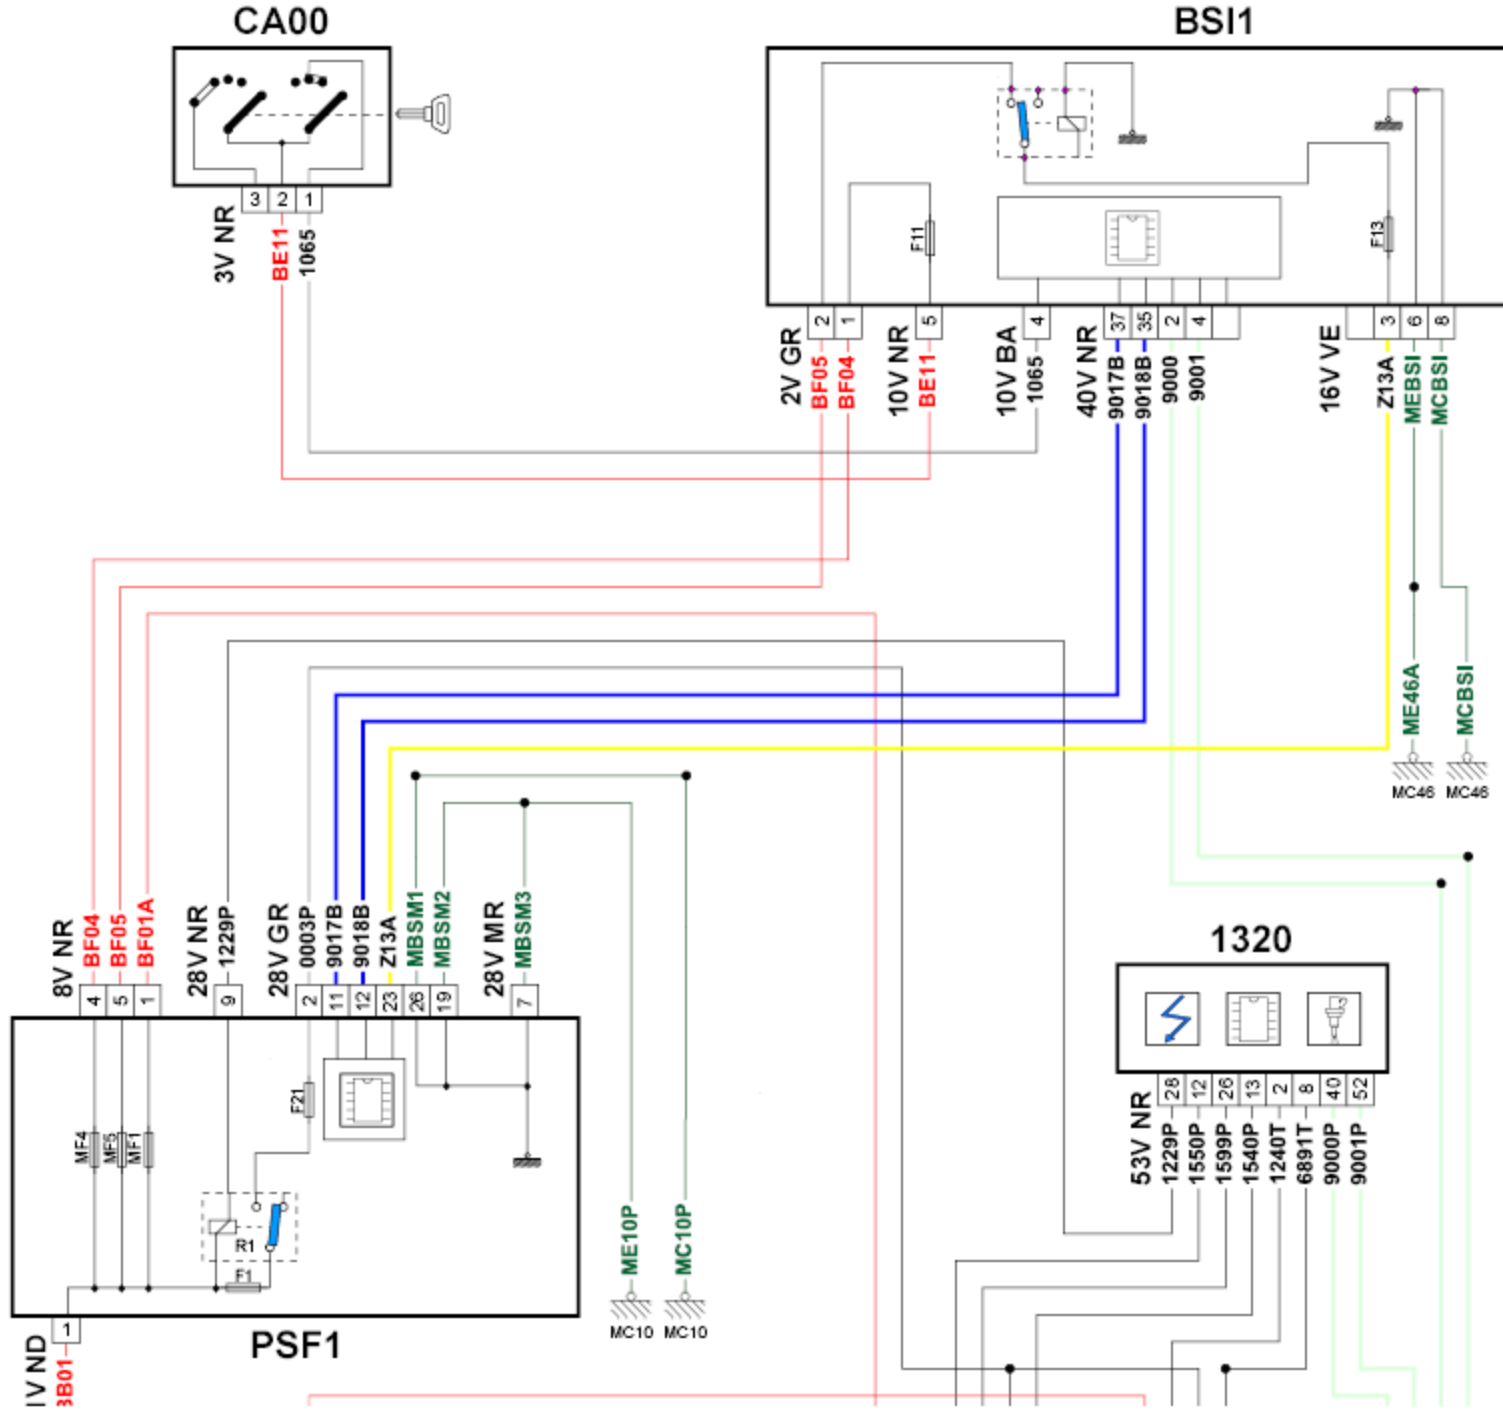 CA00
BSI1
3 2 1
3V NR
BE11
1065
F11
F13
2 1 5 4 37 35 2 4 3 6 8
2V GR
BF05
BF04
10V NR
BE11
10V BA
1065
40V NR
9017B
9018B
9000
9001
16V VE
Z13A
MEBSI
MCBSI
ME46A
MCBSI
MC46 MC46
8V NR
BF04
BF05
BF01A
28V NR
1229P
28V GR
0003P
9017B
9018B
Z13A
MBSM1
MBSM2
28V MR
MBSM3
4 5 1 9 2 11 12 23 26 19 7
1320
F21
MF4
MF5
MF1
R1
F1
28 12 26 13 2 8 40 52
53V NR
1229P
1550P
1599P
1540P
1240T
6891T
9000P
9001P
ME10P
MC10P
MC10 MC10
1
PSF1
1V ND
BB01